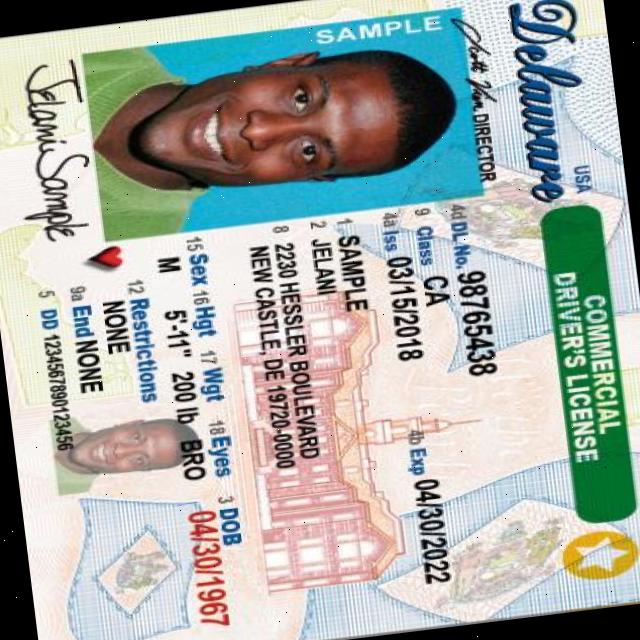 Delaware
USA
COMMERCIAL
DRIVER'S LICENSE
SAMPLE
DIRECTOR
4d DL No. 98765438
9 Class CA
4a Iss 03/15/2018
4b Exp 04/30/2022
1 SAMPLE
2 JELANI
8 2230 HESSLER BOULEVARD
NEW CASTLE, DE 19720-0000
15 Sex 16 Hgt 17 Wgt 18 Eyes 3 DOB
M 5'-11" 200 lb BRO 04/30/1967
12 Restrictions
NONE
9a End NONE
5 DD 1234567890123456
Jelani Sample